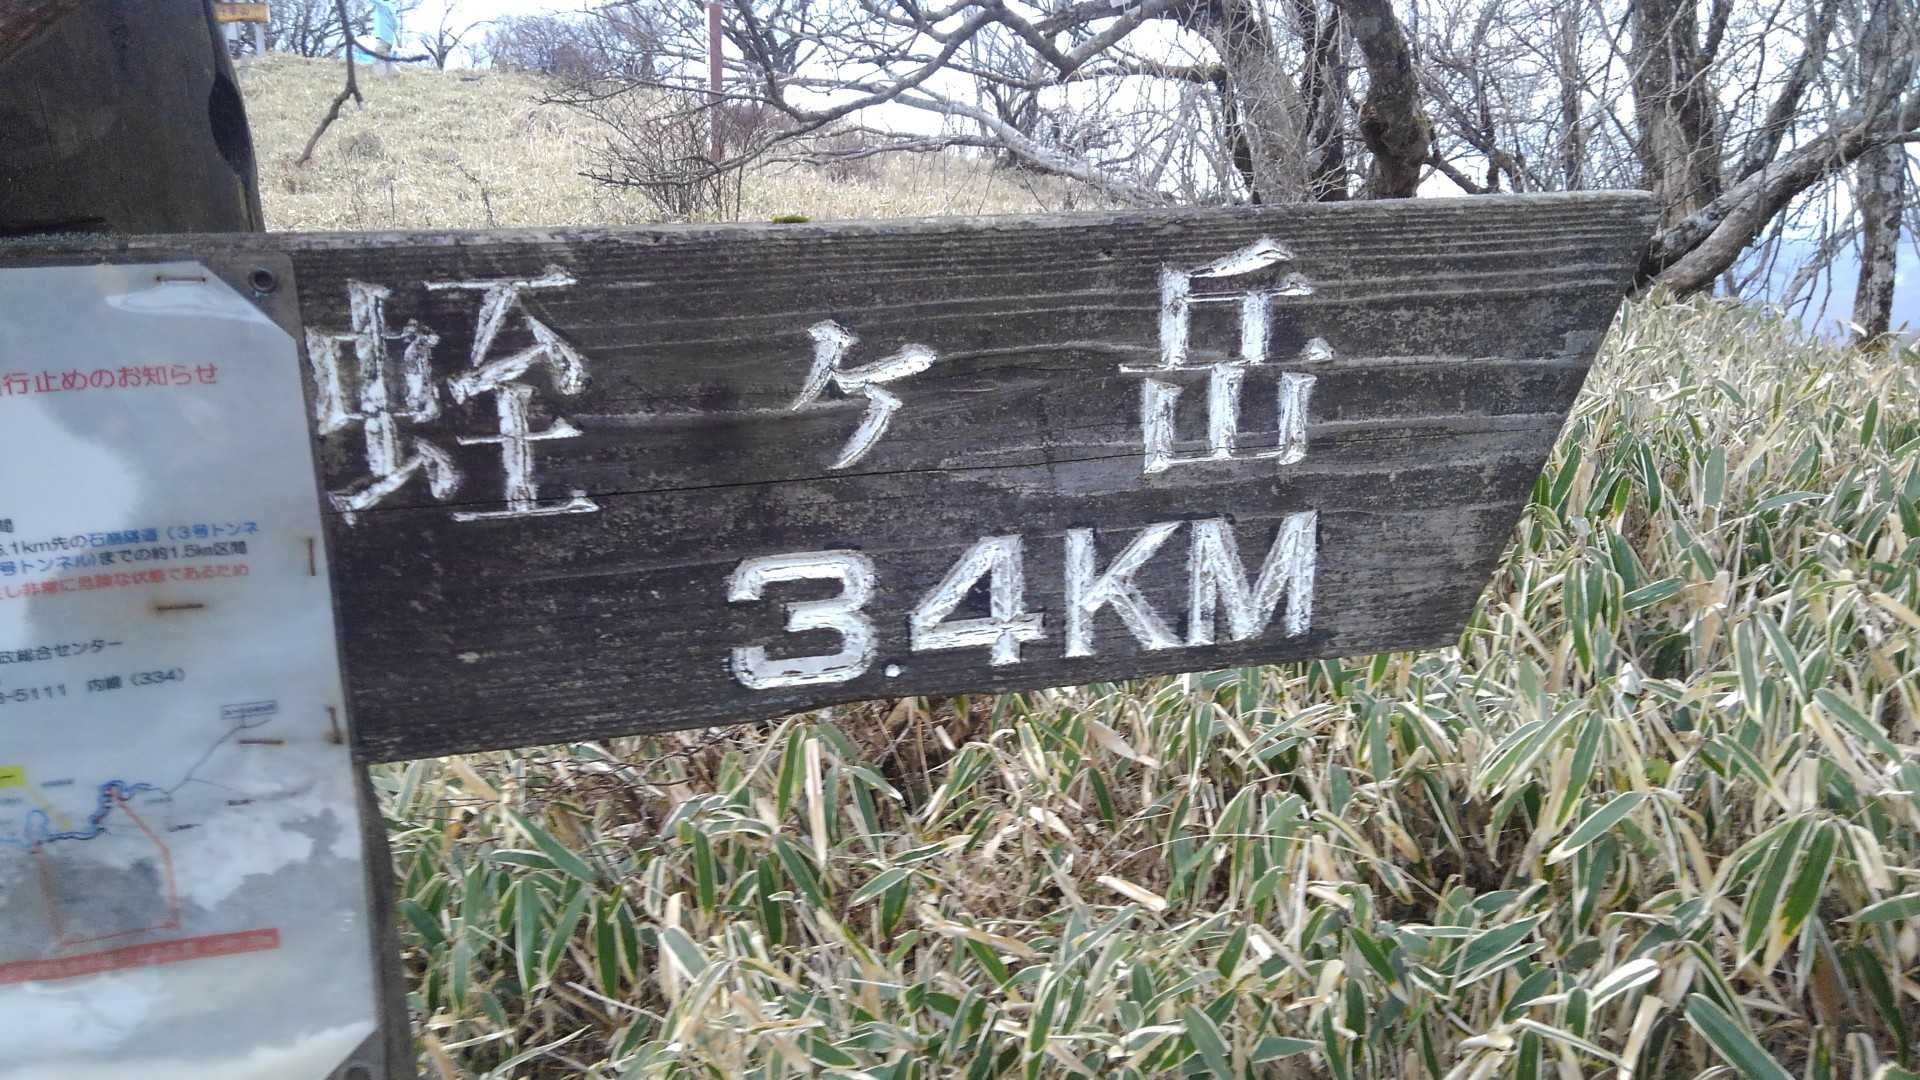 蛭ヶ岳
3.4KM
行止めのお知らせ
間
.1km先の石崩隧道（3号トンネ
号トンネル)までの約1.5km区間
し非常に危険な状態であるため
政総合センター
-5111 内線（334）